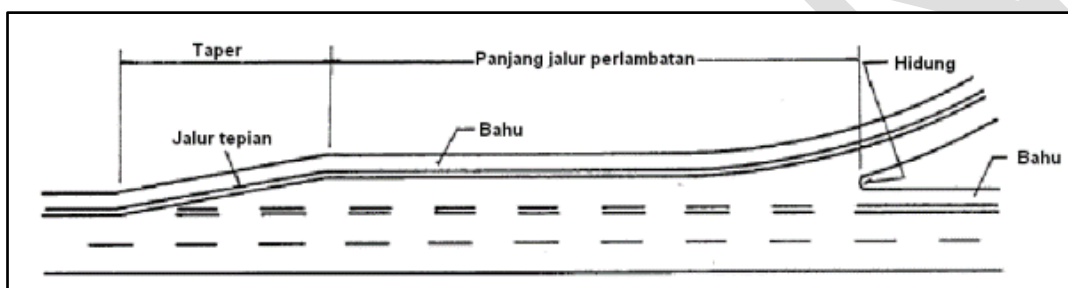 Taper
Panjang jalur perlambatan
Hidung
Jalur tepian
Bahu
Bahu